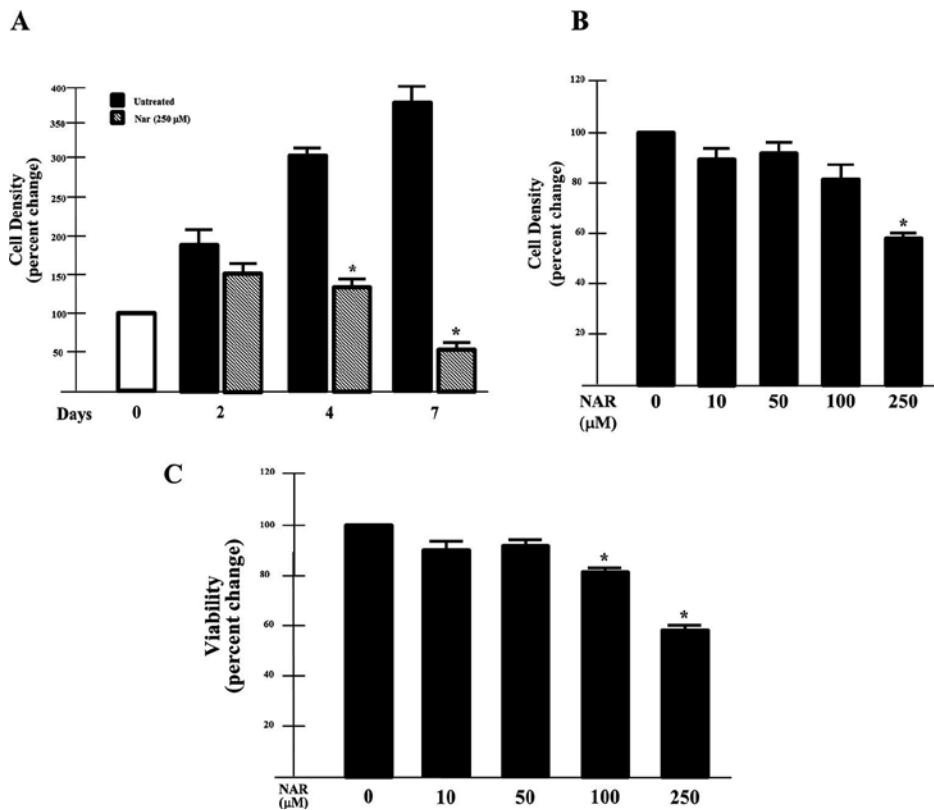 A
Cell Density
(percent change)
400
350
300
250
200
150
100
50
Untreated
Nar (250 µM)
*
*
Days 0 2 4 7
B
Cell Density
(percent change)
120
100
80
60
40
20
*
NAR 0 10 50 100 250
(µM)
C
Viability
(percent change)
120
100
80
60
40
20
*
*
NAR 0 10 50 100 250
(µM)